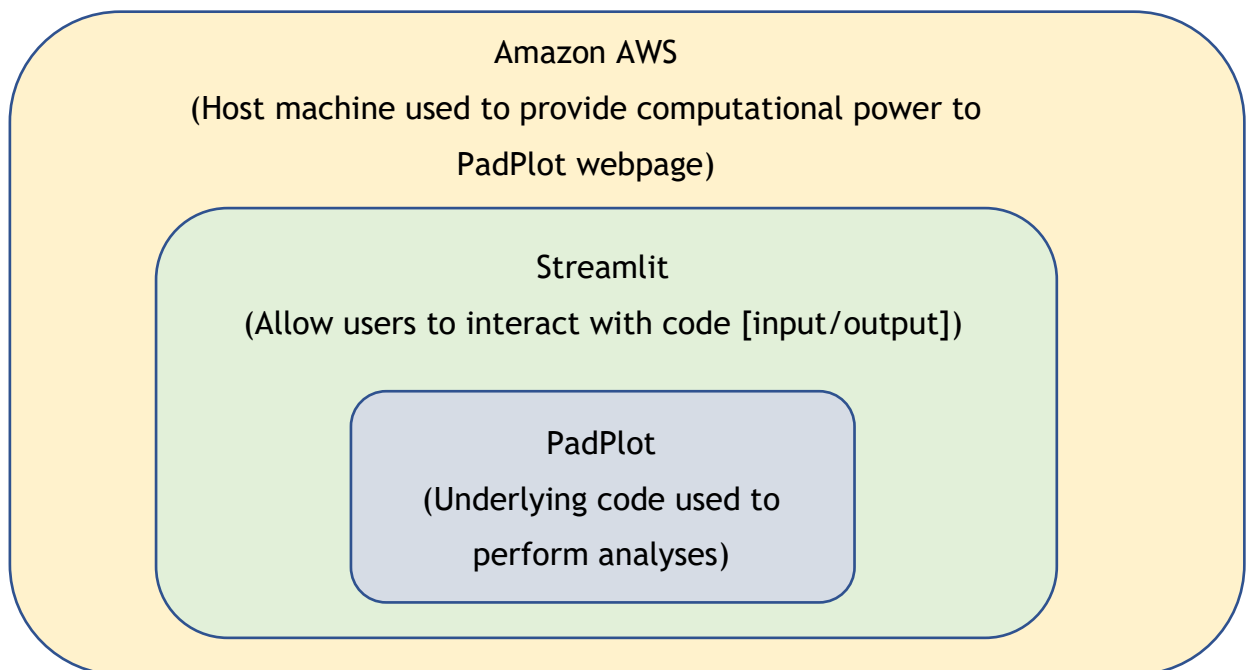 Amazon AWS
(Host machine used to provide computational power to
PadPlot webpage)
Streamlit
(Allow users to interact with code [input/output])
PadPlot
(Underlying code used to
perform analyses)